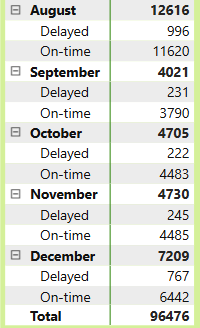 August 12616
Delayed 996
On-time 11620
September 4021
Delayed 231
On-time 3790
October 4705
Delayed 222
On-time 4483
November 4730
Delayed 245
On-time 4485
December 7209
Delayed 767
On-time 6442
Total 96476